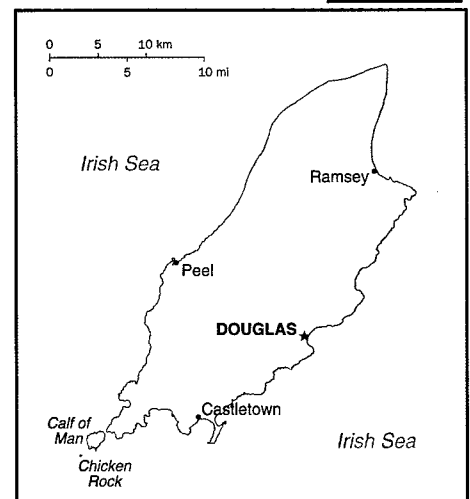 0 5 10 km
0 5 10 mi
Irish Sea
Ramsey
Peel
DOUGLAS
Castletown
Calf of
Man
Chicken
Rock
Irish Sea